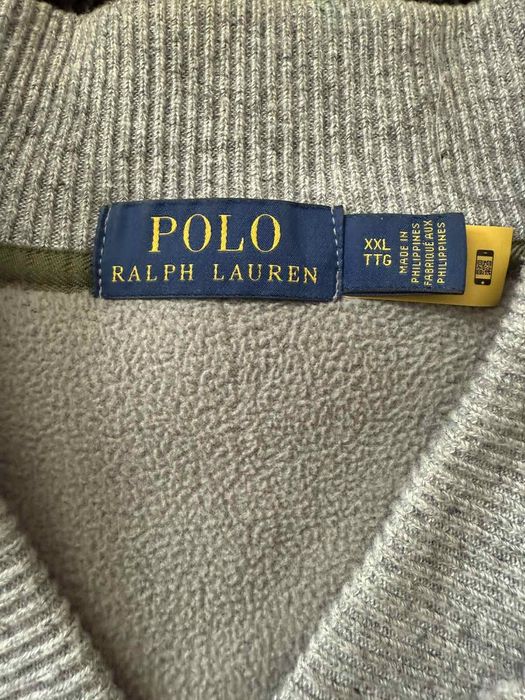 POLO
RALPH LAUREN
XXL
TTG
MADE IN
PHILIPPINES
FABRIQUÉ AUX
PHILIPPINES